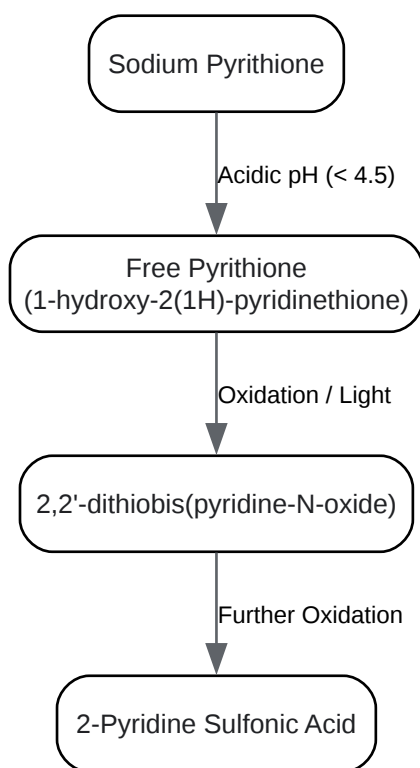 Sodium Pyrithione
Acidic pH (< 4.5)
Free Pyrithione
(1-hydroxy-2(1H)-pyridinethione)
Oxidation / Light
2,2'-dithiobis(pyridine-N-oxide)
Further Oxidation
2-Pyridine Sulfonic Acid